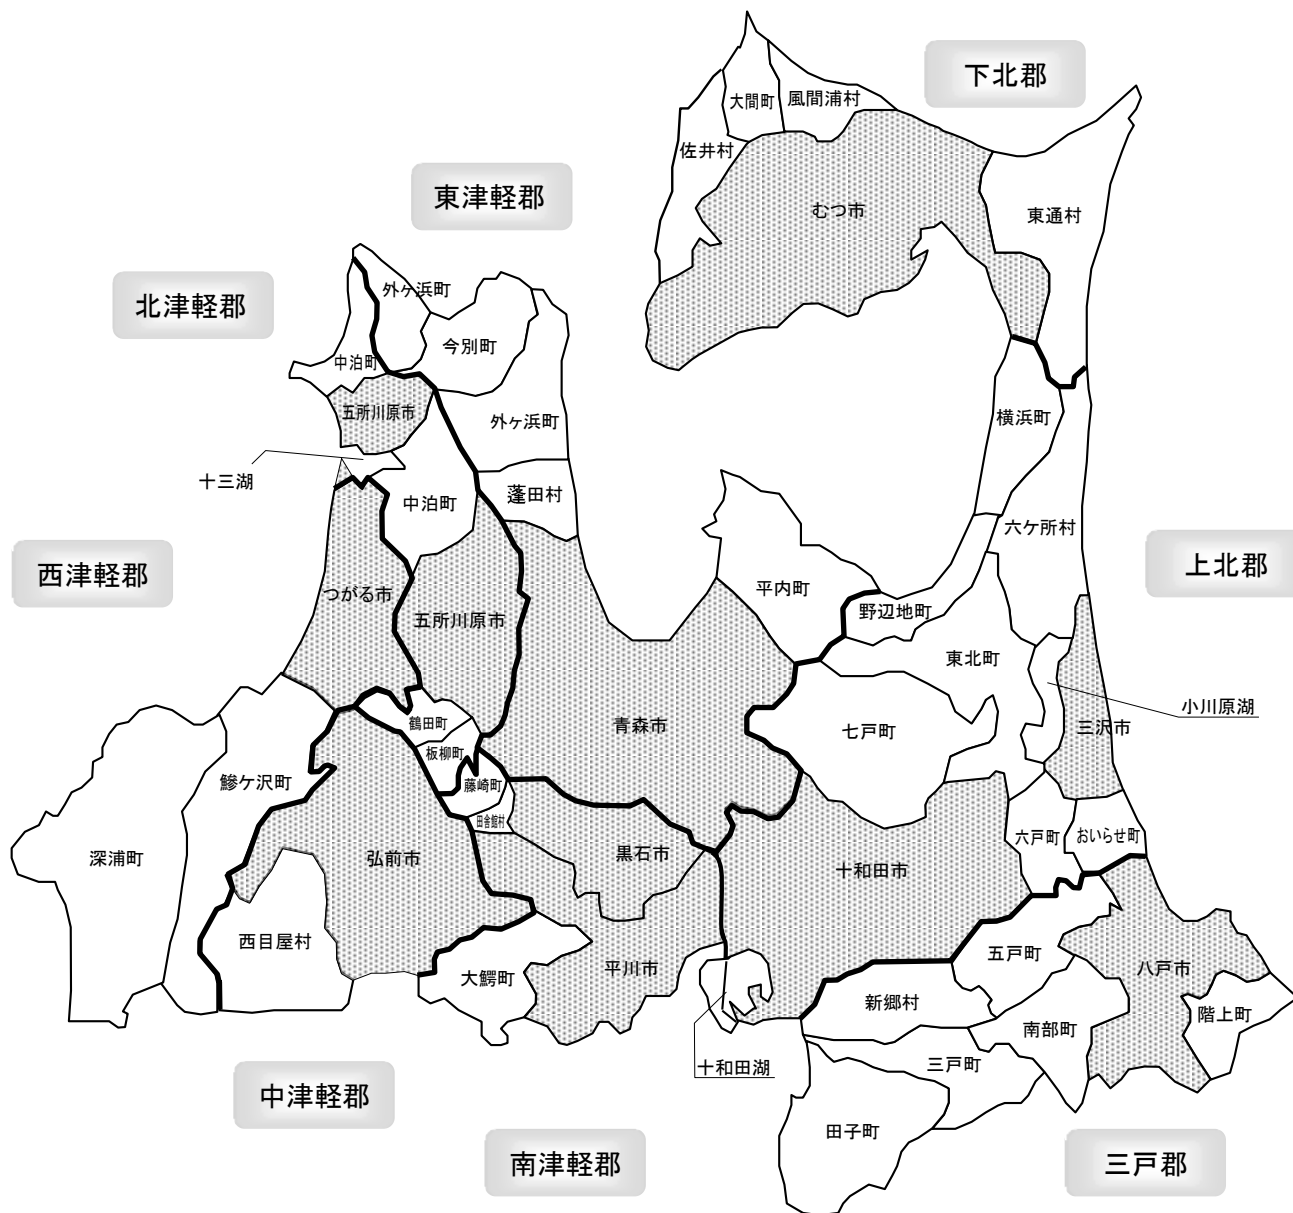 下北郡
大間町
風間浦村
佐井村
東津軽郡
むつ市
東通村
北津軽郡
外ヶ浜町
今別町
中泊町
五所川原市
外ヶ浜町
横浜町
十三湖
中泊町
蓬田村
六ケ所村
西津軽郡
上北郡
つがる市
五所川原市
平内町
野辺地町
東北町
小川原湖
鶴田町
青森市
七戸町
三沢市
板柳町
鰺ケ沢町
藤崎町
田舎館村
六戸町
おいらせ町
深浦町
弘前市
黒石市
十和田市
西目屋村
大鰐町
平川市
五戸町
八戸市
新郷村
南部町
階上町
十和田湖
三戸町
中津軽郡
田子町
南津軽郡
三戸郡